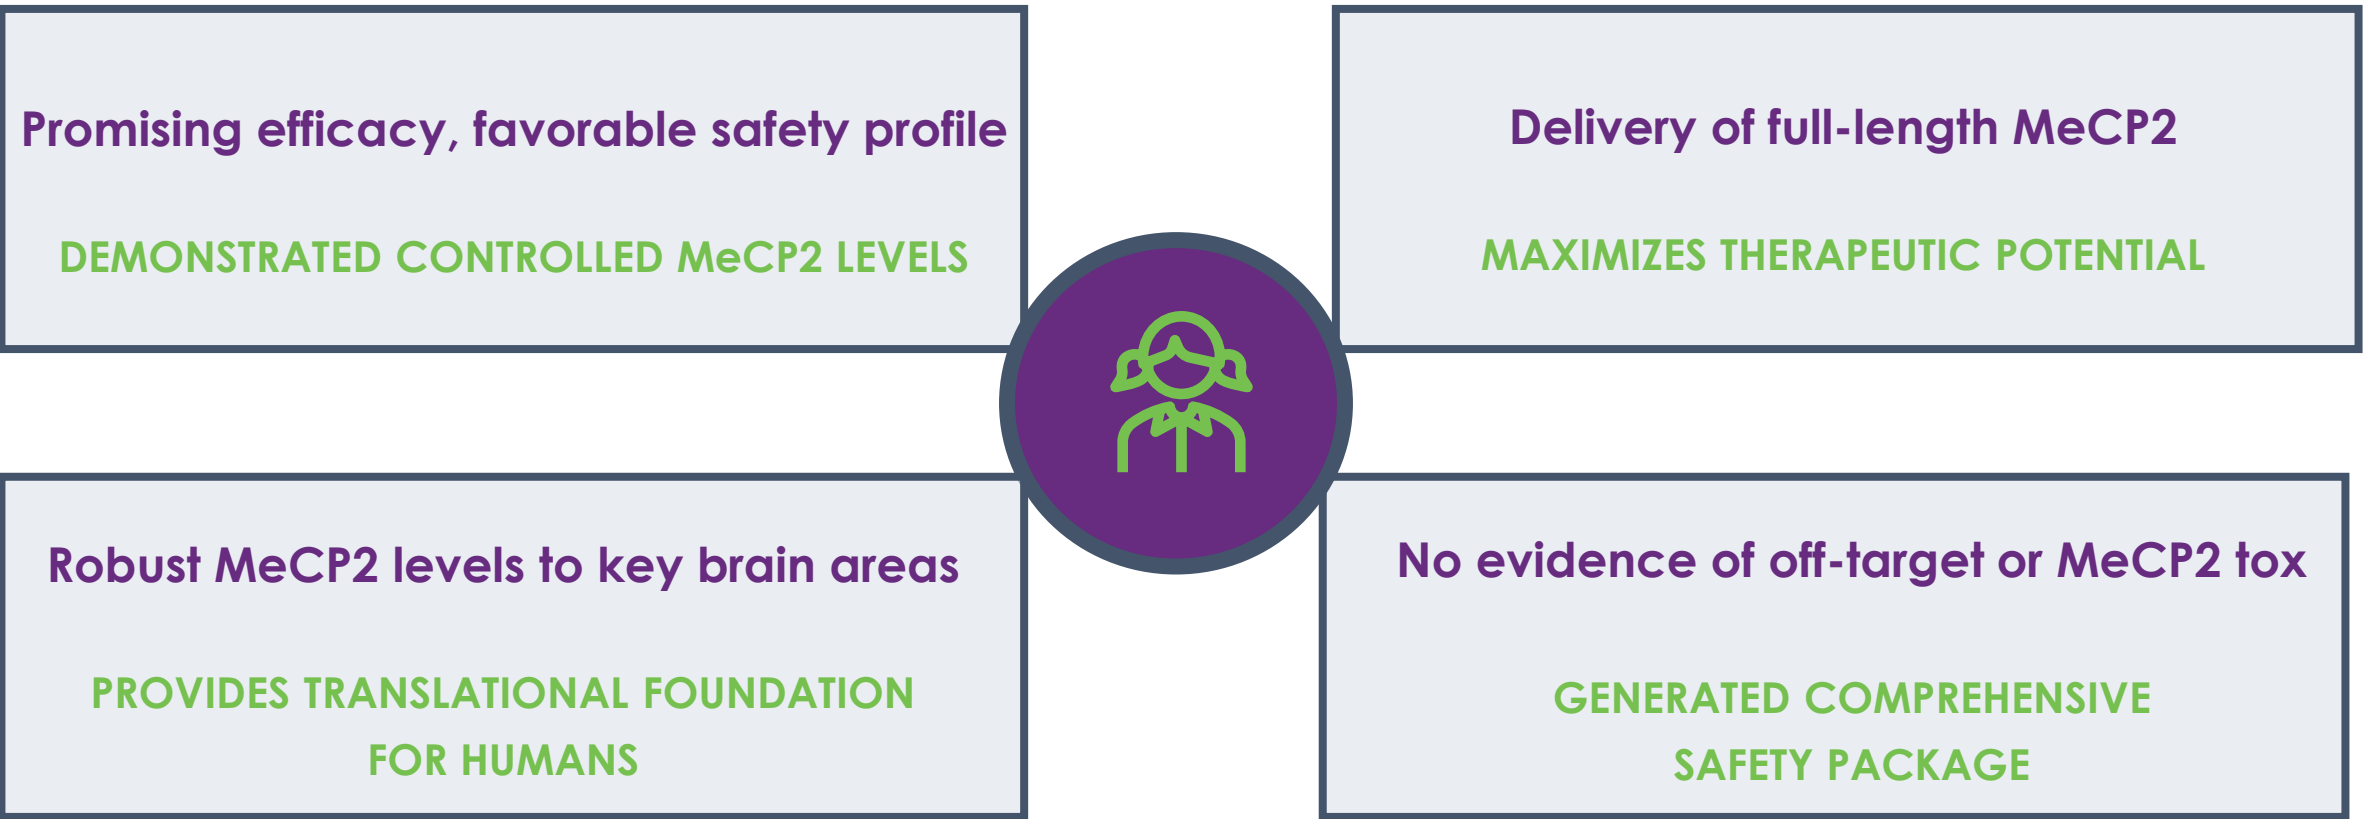 Promising efficacy, favorable safety profile
DEMONSTRATED CONTROLLED MeCP2 LEVELS
Delivery of full-length MeCP2
MAXIMIZES THERAPEUTIC POTENTIAL
Robust MeCP2 levels to key brain areas
PROVIDES TRANSLATIONAL FOUNDATION
FOR HUMANS
No evidence of off-target or MeCP2 tox
GENERATED COMPREHENSIVE
SAFETY PACKAGE